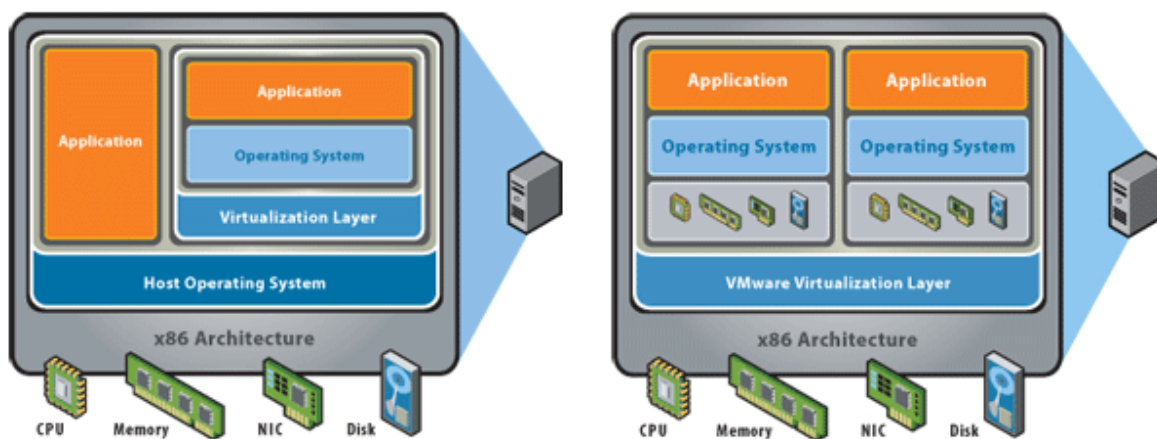 Application
Application
Operating System
Virtualization Layer
Host Operating System
x86 Architecture
CPU
Memory
NIC
Disk
Application
Application
Operating System
Operating System
VMware Virtualization Layer
x86 Architecture
CPU
Memory
NIC
Disk